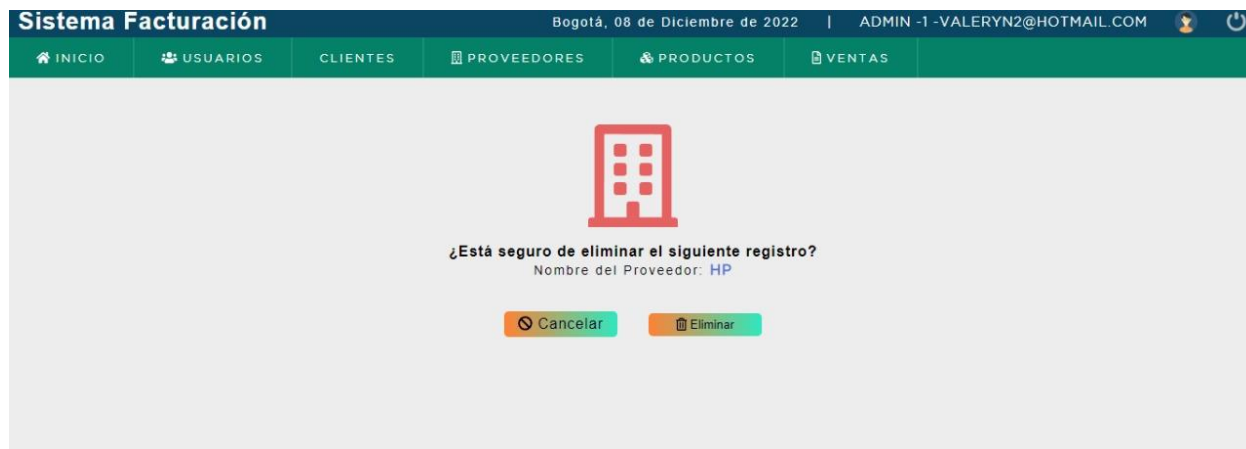 Sistema Facturación
Bogotá, 08 de Diciembre de 2022 | ADMIN -1 -VALERYN2@HOTMAIL.COM
INICIO USUARIOS CLIENTES PROVEEDORES PRODUCTOS VENTAS
¿Está seguro de eliminar el siguiente registro?
Nombre del Proveedor: HP
Cancelar Eliminar